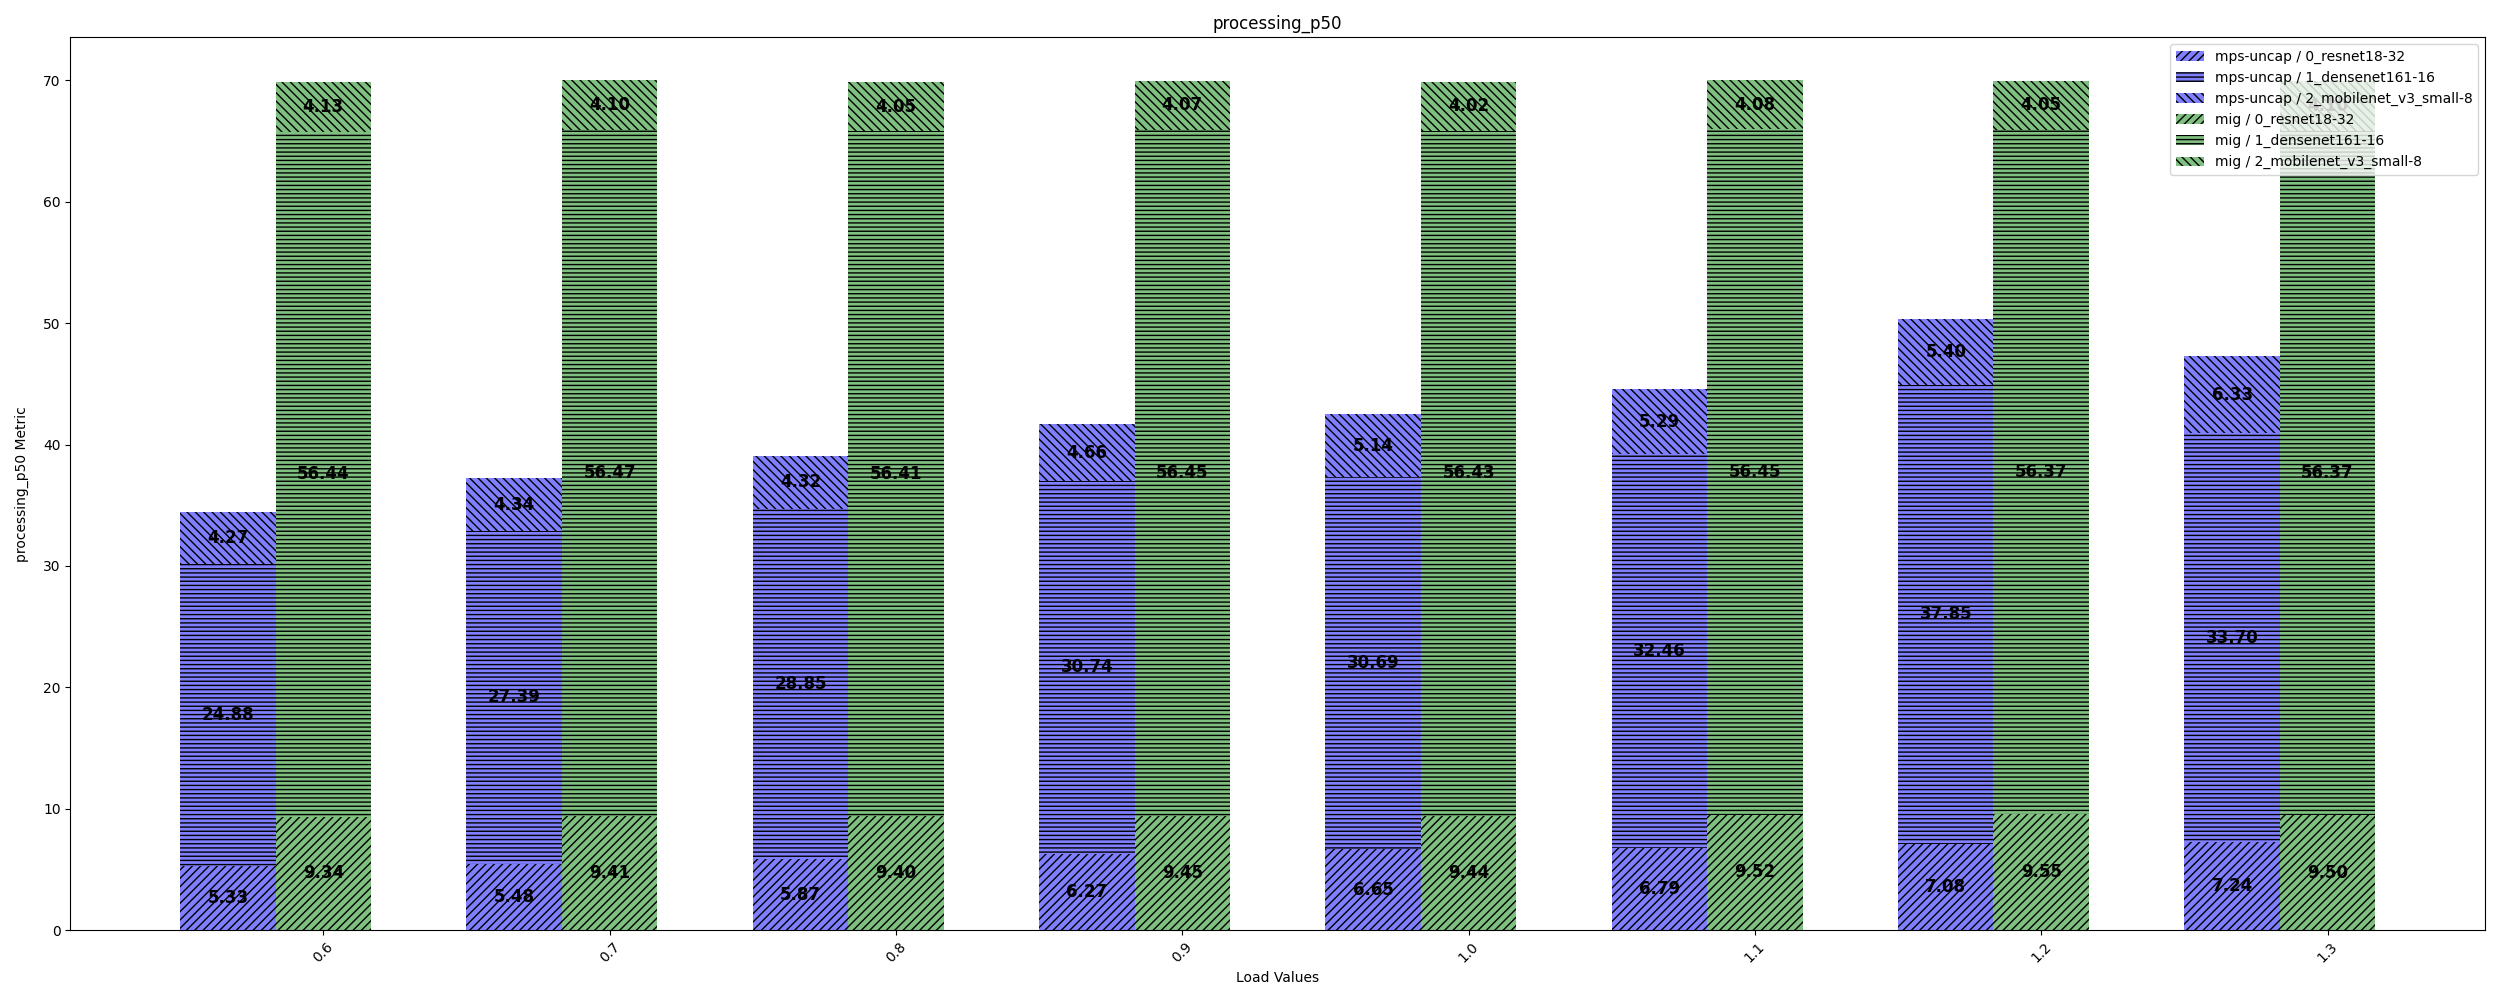 processing_p50
mps-uncap / 0_resnet18-32
mps-uncap / 1_densenet161-16
mps-uncap / 2_mobilenet_v3_small-8
mig / 0_resnet18-32
mig / 1_densenet161-16
mig / 2_mobilenet_v3_small-8
processing_p50 Metric
70
60
50
40
30
20
10
0
4.13 4.10 4.05 4.07 4.02 4.08 4.05
4.27 4.34 4.32 4.66 5.14 5.29 5.40 6.33
56.44 56.47 56.41 56.45 56.43 56.45 56.37 56.37
24.88 27.39 28.85 30.74 30.69 32.46 37.85 33.70
9.34 9.41 9.40 9.45 9.44 9.52 9.55 9.50
5.33 5.48 5.87 6.27 6.65 6.79 7.08 7.24
0.6 0.7 0.8 0.9 1.0 1.1 1.2 1.3
Load Values